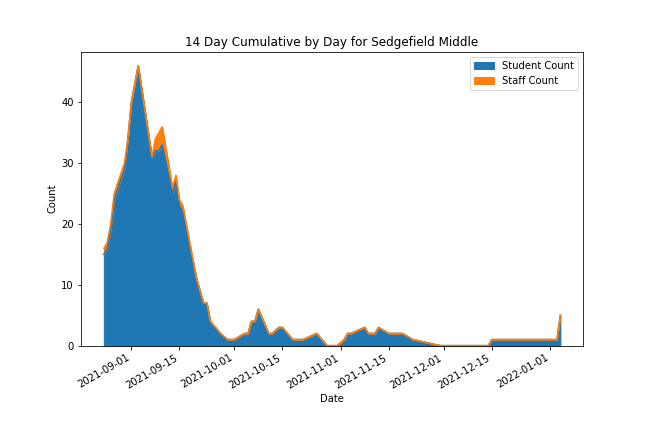 14 Day Cumulative by Day for Sedgefield Middle
Student Count
Staff Count
Count
40
30
20
10
0
2021-09-01
2021-09-15
2021-10-01
2021-10-15
2021-11-01
2021-11-15
2021-12-01
2021-12-15
2022-01-01
Date